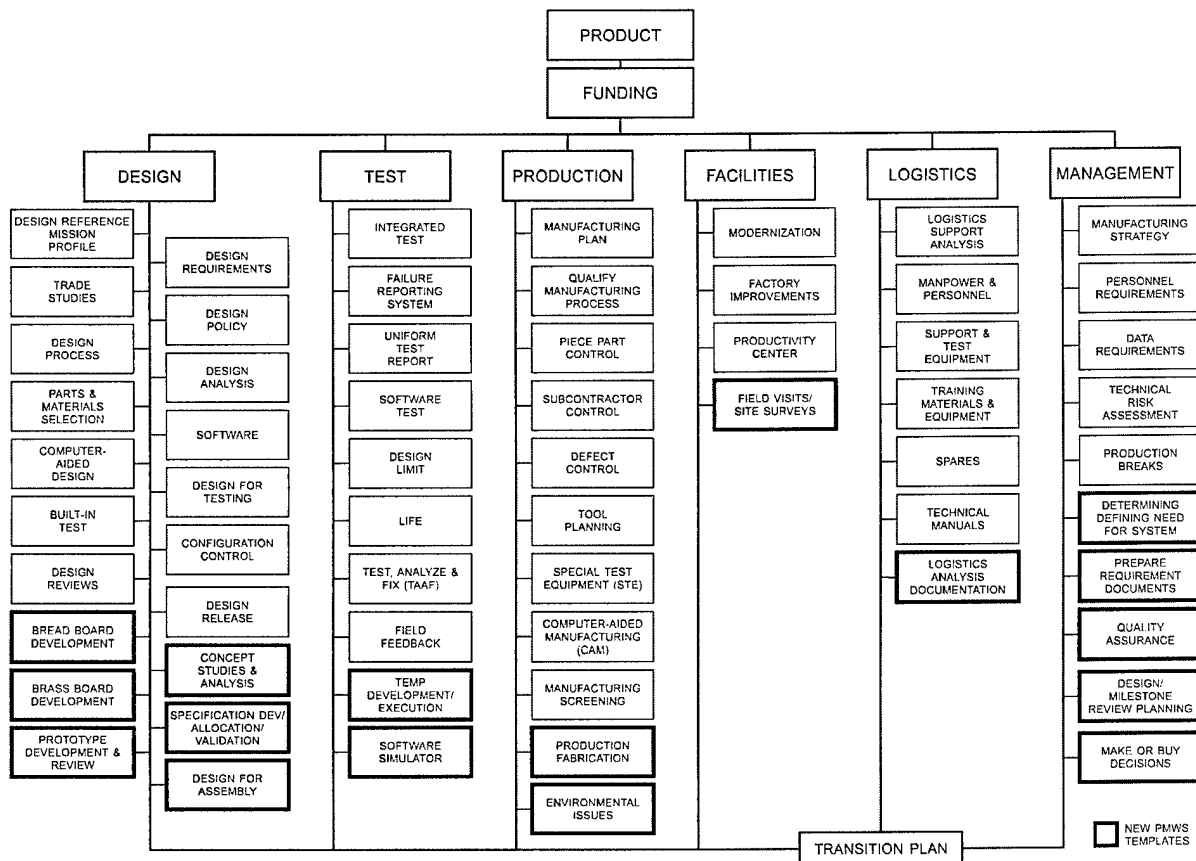 PRODUCT
FUNDING
DESIGN
DESIGN REFERENCE
MISSION
PROFILE
TRADE
STUDIES
DESIGN
PROCESS
PARTS &
MATERIALS
SELECTION
COMPUTER-
AIDED
DESIGN
BUILT-IN
TEST
DESIGN
REVIEWS
BREAD BOARD
DEVELOPMENT
BRASS BOARD
DEVELOPMENT
PROTOTYPE
DEVELOPMENT &
REVIEW
DESIGN
REQUIREMENTS
DESIGN
POLICY
DESIGN
ANALYSIS
SOFTWARE
DESIGN FOR
TESTING
CONFIGURATION
CONTROL
DESIGN
RELEASE
CONCEPT
STUDIES &
ANALYSIS
SPECIFICATION DEV/
ALLOCATION/
VALIDATION
DESIGN FOR
ASSEMBLY
TEST
INTEGRATED
TEST
FAILURE
REPORTING
SYSTEM
UNIFORM
TEST
REPORT
SOFTWARE
TEST
DESIGN
LIMIT
LIFE
TEST, ANALYZE &
FIX (TAAF)
FIELD
FEEDBACK
TEMP
DEVELOPMENT/
EXECUTION
SOFTWARE
SIMULATOR
PRODUCTION
MANUFACTURING
PLAN
QUALIFY
MANUFACTURING
PROCESS
PIECE PART
CONTROL
SUBCONTRACTOR
CONTROL
DEFECT
CONTROL
TOOL
PLANNING
SPECIAL TEST
EQUIPMENT (STE)
COMPUTER-AIDED
MANUFACTURING
(CAM)
MANUFACTURING
SCREENING
PRODUCTION
FABRICATION
ENVIRONMENTAL
ISSUES
FACILITIES
MODERNIZATION
FACTORY
IMPROVEMENTS
PRODUCTIVITY
CENTER
FIELD VISITS/
SITE SURVEYS
LOGISTICS
LOGISTICS
SUPPORT
ANALYSIS
MANPOWER &
PERSONNEL
SUPPORT &
TEST
EQUIPMENT
TRAINING
MATERIALS &
EQUIPMENT
SPARES
TECHNICAL
MANUALS
LOGISTICS
ANALYSIS
DOCUMENTATION
MANAGEMENT
MANUFACTURING
STRATEGY
PERSONNEL
REQUIREMENTS
DATA
REQUIREMENTS
TECHNICAL
RISK
ASSESSMENT
PRODUCTION
BREAKS
DETERMINING
DEFINING NEED
FOR SYSTEM
PREPARE
REQUIREMENT
DOCUMENTS
QUALITY
ASSURANCE
DESIGN/
MILESTONE
REVIEW PLANNING
MAKE OR BUY
DECISIONS
TRANSITION PLAN
NEW PMWS
TEMPLATES